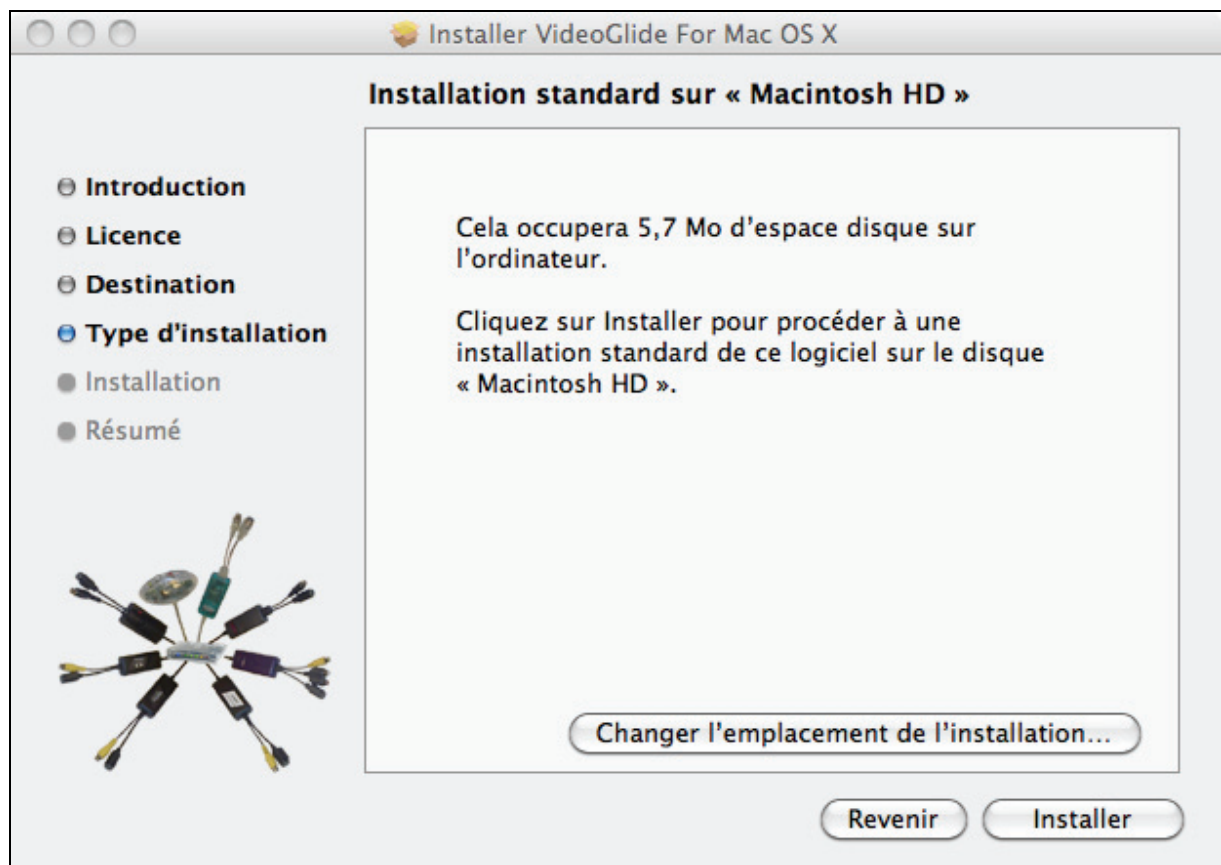 Installer VideoGlide For Mac OS X
Installation standard sur « Macintosh HD »
Introduction
Licence
Destination
Type d'installation
Installation
Résumé
Cela occupera 5,7 Mo d'espace disque sur
l'ordinateur.
Cliquez sur Installer pour procéder à une
installation standard de ce logiciel sur le disque
« Macintosh HD ».
Changer l'emplacement de l'installation...
Revenir
Installer